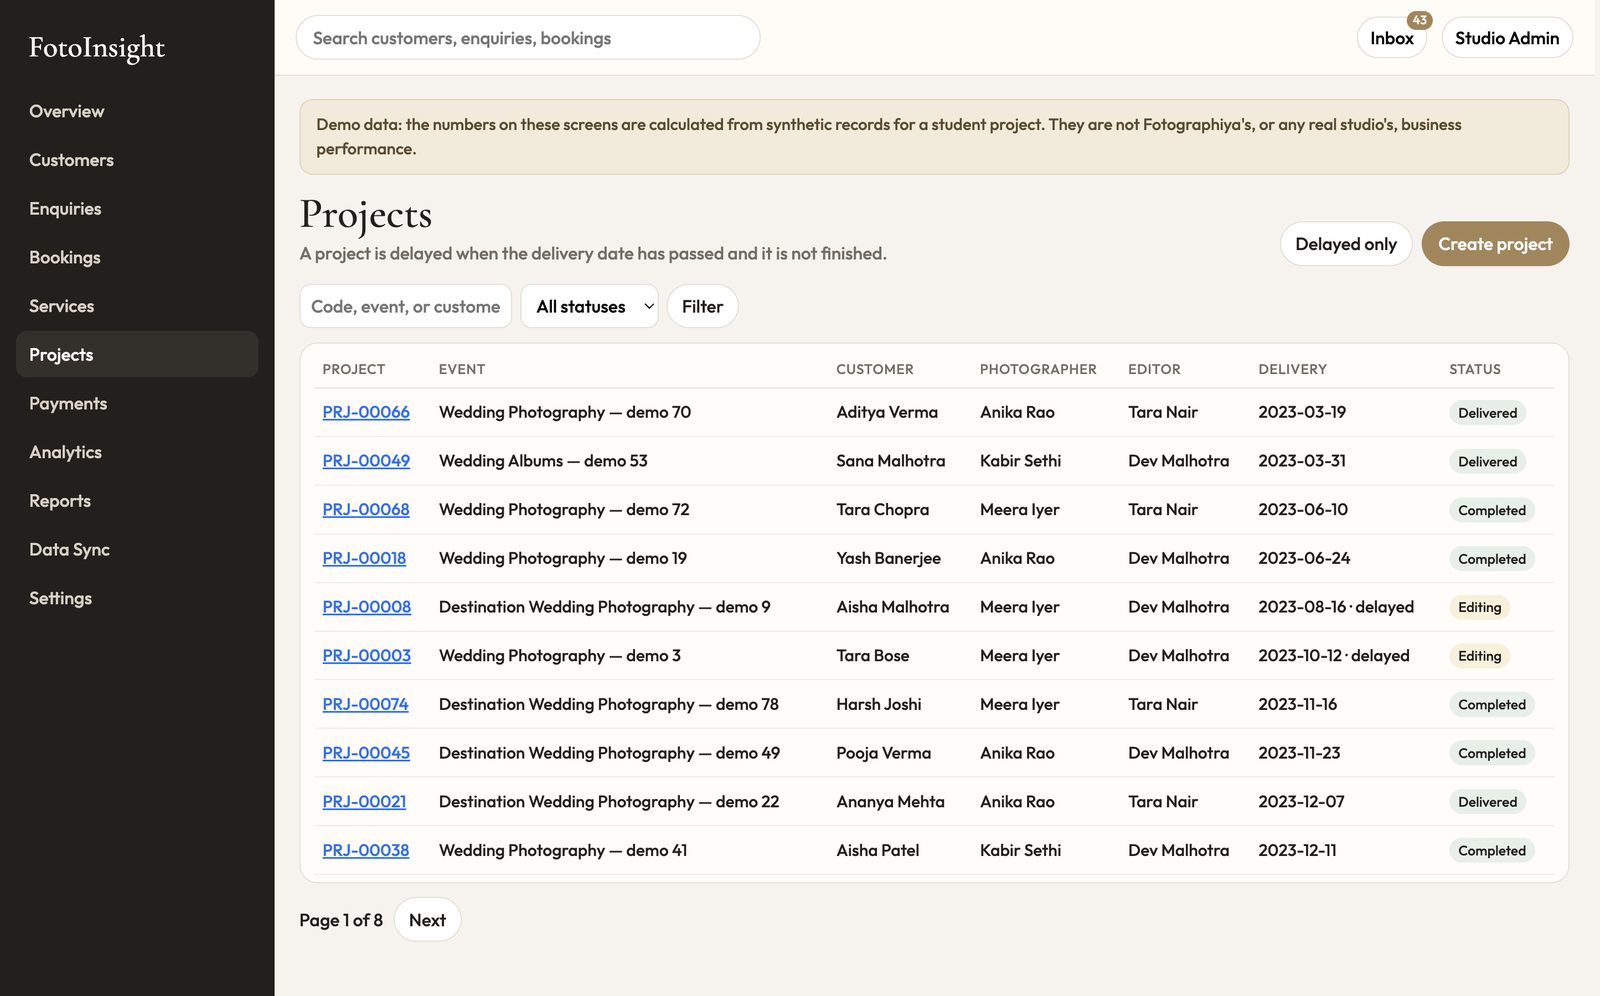 FotoInsight
Overview
Customers
Enquiries
Bookings
Services
Projects
Payments
Analytics
Reports
Data Sync
Settings
Search customers, enquiries, bookings
Inbox 43 Studio Admin
Demo data: the numbers on these screens are calculated from synthetic records for a student project. They are not Fotographiya's, or any real studio's, business
performance.
Projects
A project is delayed when the delivery date has passed and it is not finished.
Delayed only Create project
Code, event, or custome All statuses Filter
PROJECT EVENT CUSTOMER PHOTOGRAPHER EDITOR DELIVERY STATUS
PRJ-00066 Wedding Photography — demo 70 Aditya Verma Anika Rao Tara Nair 2023-03-19 Delivered
PRJ-00049 Wedding Albums — demo 53 Sana Malhotra Kabir Sethi Dev Malhotra 2023-03-31 Delivered
PRJ-00068 Wedding Photography — demo 72 Tara Chopra Meera Iyer Tara Nair 2023-06-10 Completed
PRJ-00018 Wedding Photography — demo 19 Yash Banerjee Anika Rao Dev Malhotra 2023-06-24 Completed
PRJ-00008 Destination Wedding Photography — demo 9 Aisha Malhotra Meera Iyer Dev Malhotra 2023-08-16 · delayed Editing
PRJ-00003 Wedding Photography — demo 3 Tara Bose Meera Iyer Dev Malhotra 2023-10-12 · delayed Editing
PRJ-00074 Destination Wedding Photography — demo 78 Harsh Joshi Meera Iyer Tara Nair 2023-11-16 Completed
PRJ-00045 Destination Wedding Photography — demo 49 Pooja Verma Anika Rao Dev Malhotra 2023-11-23 Completed
PRJ-00021 Destination Wedding Photography — demo 22 Ananya Mehta Anika Rao Tara Nair 2023-12-07 Delivered
PRJ-00038 Wedding Photography — demo 41 Aisha Patel Kabir Sethi Dev Malhotra 2023-12-11 Completed
Page 1 of 8 Next